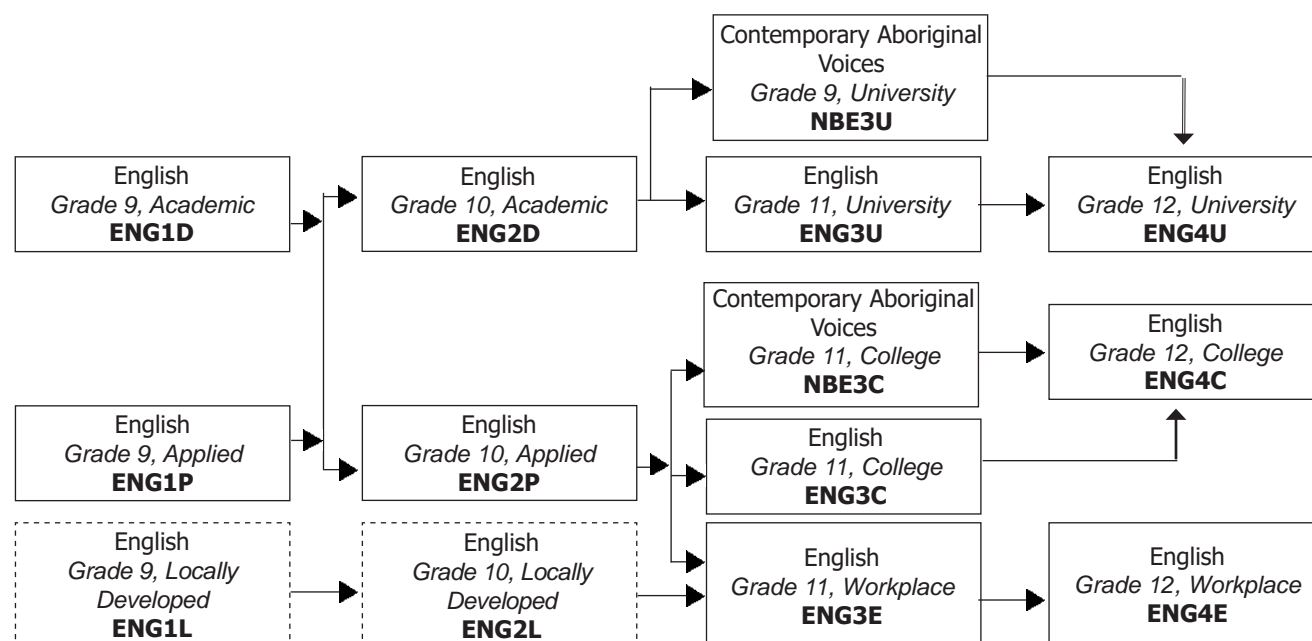 Contemporary Aboriginal
Voices
Grade 9, University
NBE3U
English
Grade 9, Academic
ENG1D
English
Grade 10, Academic
ENG2D
English
Grade 11, University
ENG3U
English
Grade 12, University
ENG4U
Contemporary Aboriginal
Voices
Grade 11, College
NBE3C
English
Grade 12, College
ENG4C
English
Grade 9, Applied
ENG1P
English
Grade 10, Applied
ENG2P
English
Grade 11, College
ENG3C
English
Grade 9, Locally
Developed
ENG1L
English
Grade 10, Locally
Developed
ENG2L
English
Grade 11, Workplace
ENG3E
English
Grade 12, Workplace
ENG4E